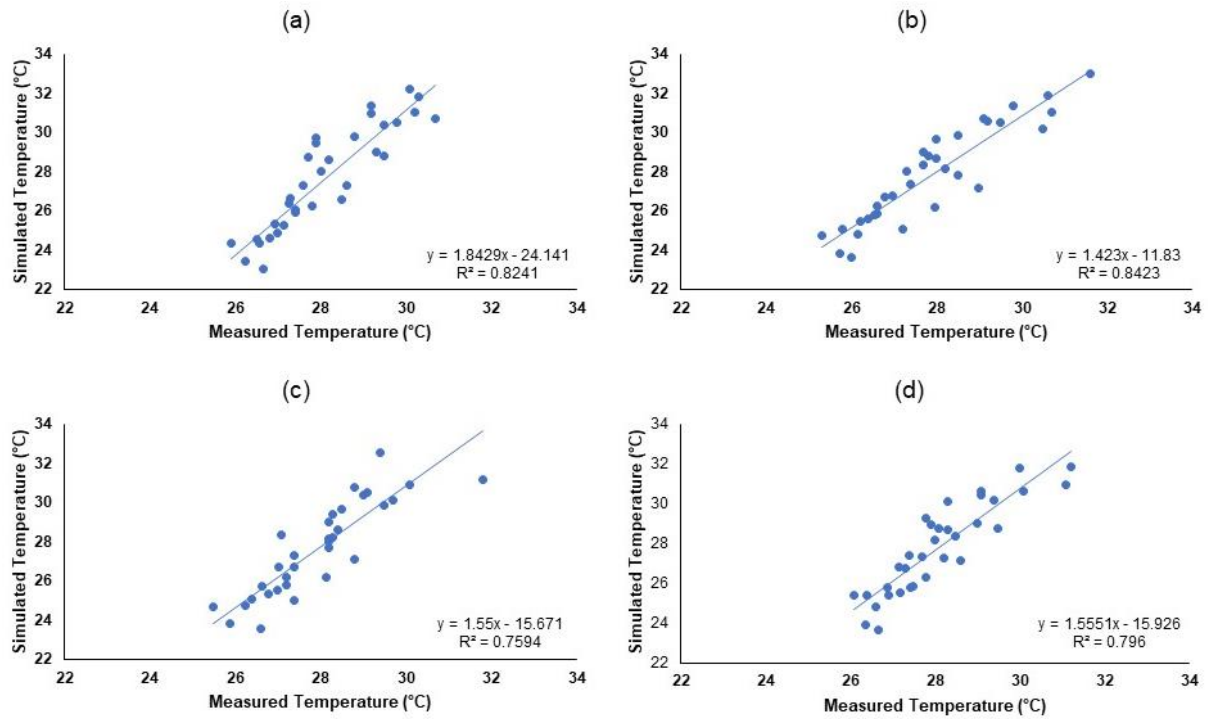 (a)
34
32
30
28
26
24
22
Simulated Temperature (°C)
y = 1.8429x - 24.141
R² = 0.8241
22 24 26 28 30 32 34
Measured Temperature (°C)
(b)
34
32
30
28
26
24
22
Simulated Temperature (°C)
y = 1.423x - 11.83
R² = 0.8423
22 24 26 28 30 32 34
Measured Temperature (°C)
(c)
34
32
30
28
26
24
22
Simulated Temperature (°C)
y = 1.55x - 15.671
R² = 0.7594
22 24 26 28 30 32 34
Measured Temperature (°C)
(d)
34
32
30
28
26
24
22
Simulated Temperature (°C)
y = 1.5551x - 15.926
R² = 0.796
22 24 26 28 30 32 34
Measured Temperature (°C)